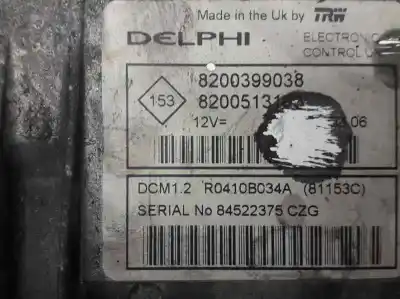 Made in the Uk by TRW
DELPHI
ELECTRONIC
CONTROL
8200399038
153
12V=
DCM1.2 R0410B034A (81153C)
SERIAL No 84522375 CZG